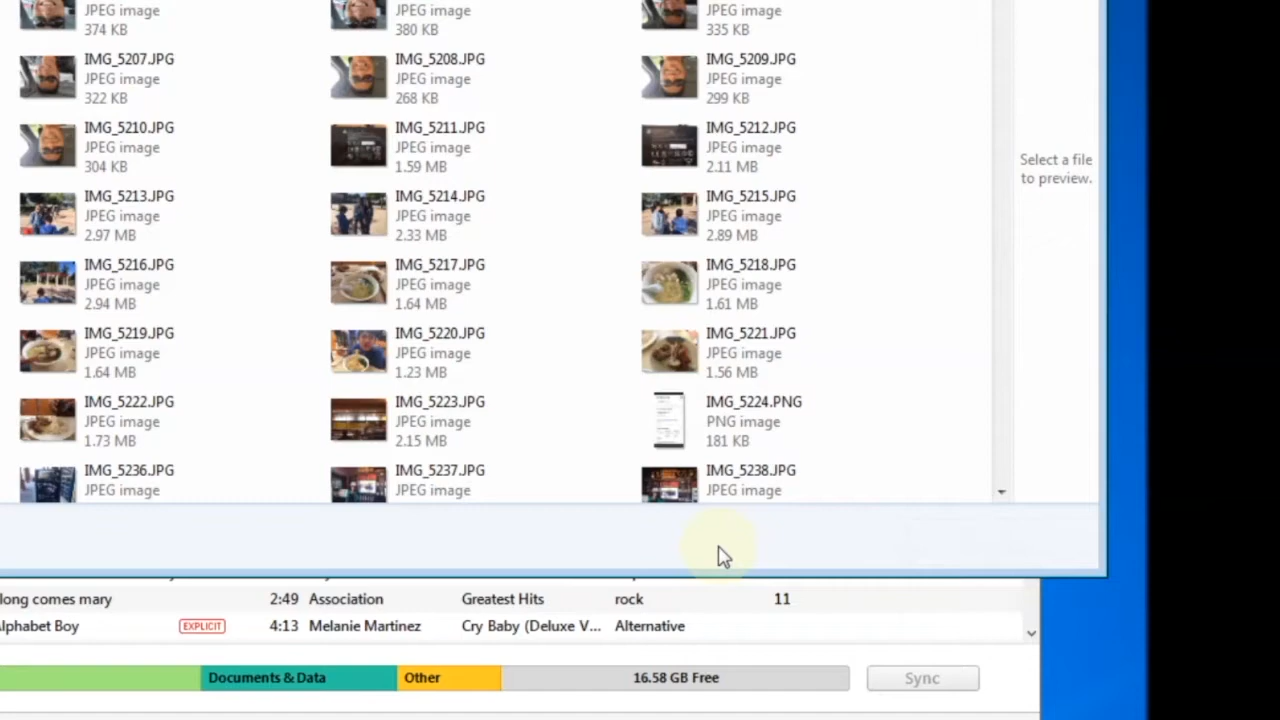 JPEG image
374 KB
JPEG image
380 KB
JPEG image
335 KB
IMG_5207.JPG
JPEG image
322 KB
IMG_5208.JPG
JPEG image
268 KB
IMG_5209.JPG
JPEG image
299 KB
IMG_5210.JPG
JPEG image
304 KB
IMG_5211.JPG
JPEG image
1.59 MB
IMG_5212.JPG
JPEG image
2.11 MB
Select a file
to preview.
IMG_5213.JPG
JPEG image
2.97 MB
IMG_5214.JPG
JPEG image
2.33 MB
IMG_5215.JPG
JPEG image
2.89 MB
IMG_5216.JPG
JPEG image
2.94 MB
IMG_5217.JPG
JPEG image
1.64 MB
IMG_5218.JPG
JPEG image
1.61 MB
IMG_5219.JPG
JPEG image
1.64 MB
IMG_5220.JPG
JPEG image
1.23 MB
IMG_5221.JPG
JPEG image
1.56 MB
IMG_5222.JPG
JPEG image
1.73 MB
IMG_5223.JPG
JPEG image
2.15 MB
IMG_5224.PNG
PNG image
181 KB
IMG_5236.JPG
JPEG image
IMG_5237.JPG
JPEG image
IMG_5238.JPG
JPEG image
long comes mary 2:49 Association Greatest Hits rock 11
lphabet Boy EXPLICIT 4:13 Melanie Martinez Cry Baby (Deluxe V... Alternative
Documents & Data Other 16.58 GB Free Sync